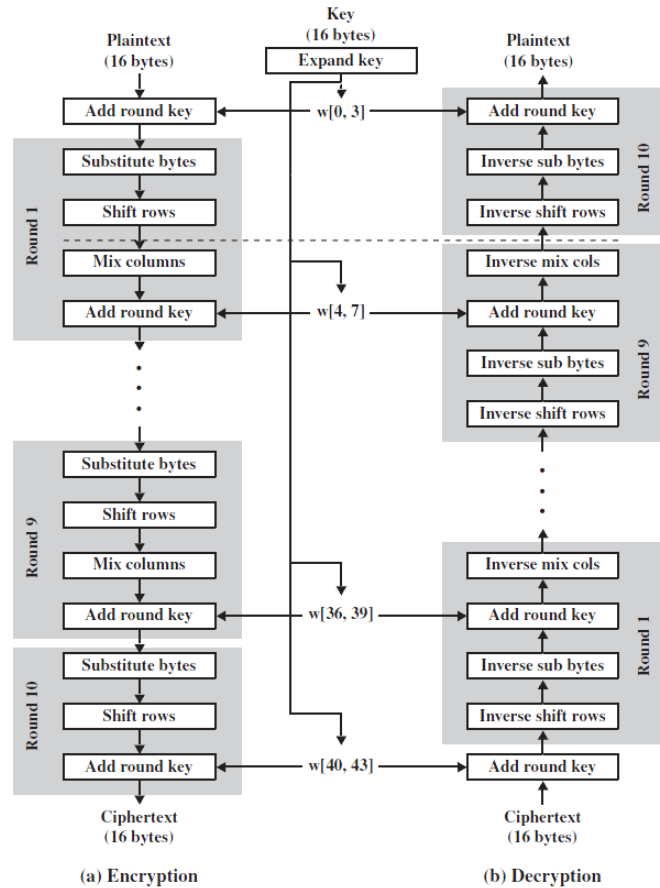 Key
(16 bytes)
Expand key
Plaintext
(16 bytes)
Add round key
Round 1
Substitute bytes
Shift rows
Mix columns
Add round key
Round 9
Substitute bytes
Shift rows
Mix columns
Add round key
Round 10
Substitute bytes
Shift rows
Add round key
Ciphertext
(16 bytes)
(a) Encryption
w[0, 3]
w[4, 7]
w[36, 39]
w[40, 43]
Plaintext
(16 bytes)
Add round key
Inverse sub bytes
Inverse shift rows
Round 10
Inverse mix cols
Add round key
Inverse sub bytes
Inverse shift rows
Round 9
Inverse mix cols
Add round key
Inverse sub bytes
Inverse shift rows
Round 1
Add round key
Ciphertext
(16 bytes)
(b) Decryption